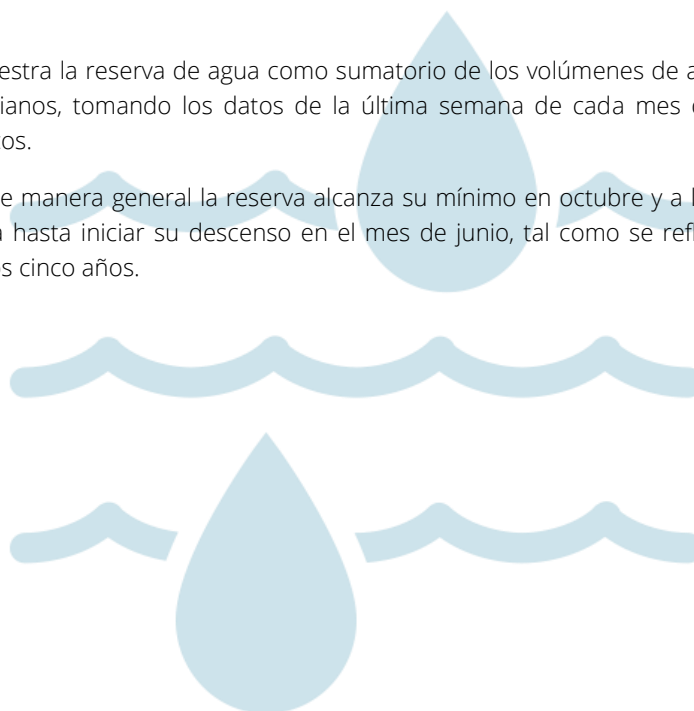 estra la reserva de agua como sumatorio de los volúmenes de a
ianos, tomando los datos de la última semana de cada mes
os.
e manera general la reserva alcanza su mínimo en octubre y a l
a hasta iniciar su descenso en el mes de junio, tal como se refl
s cinco años.